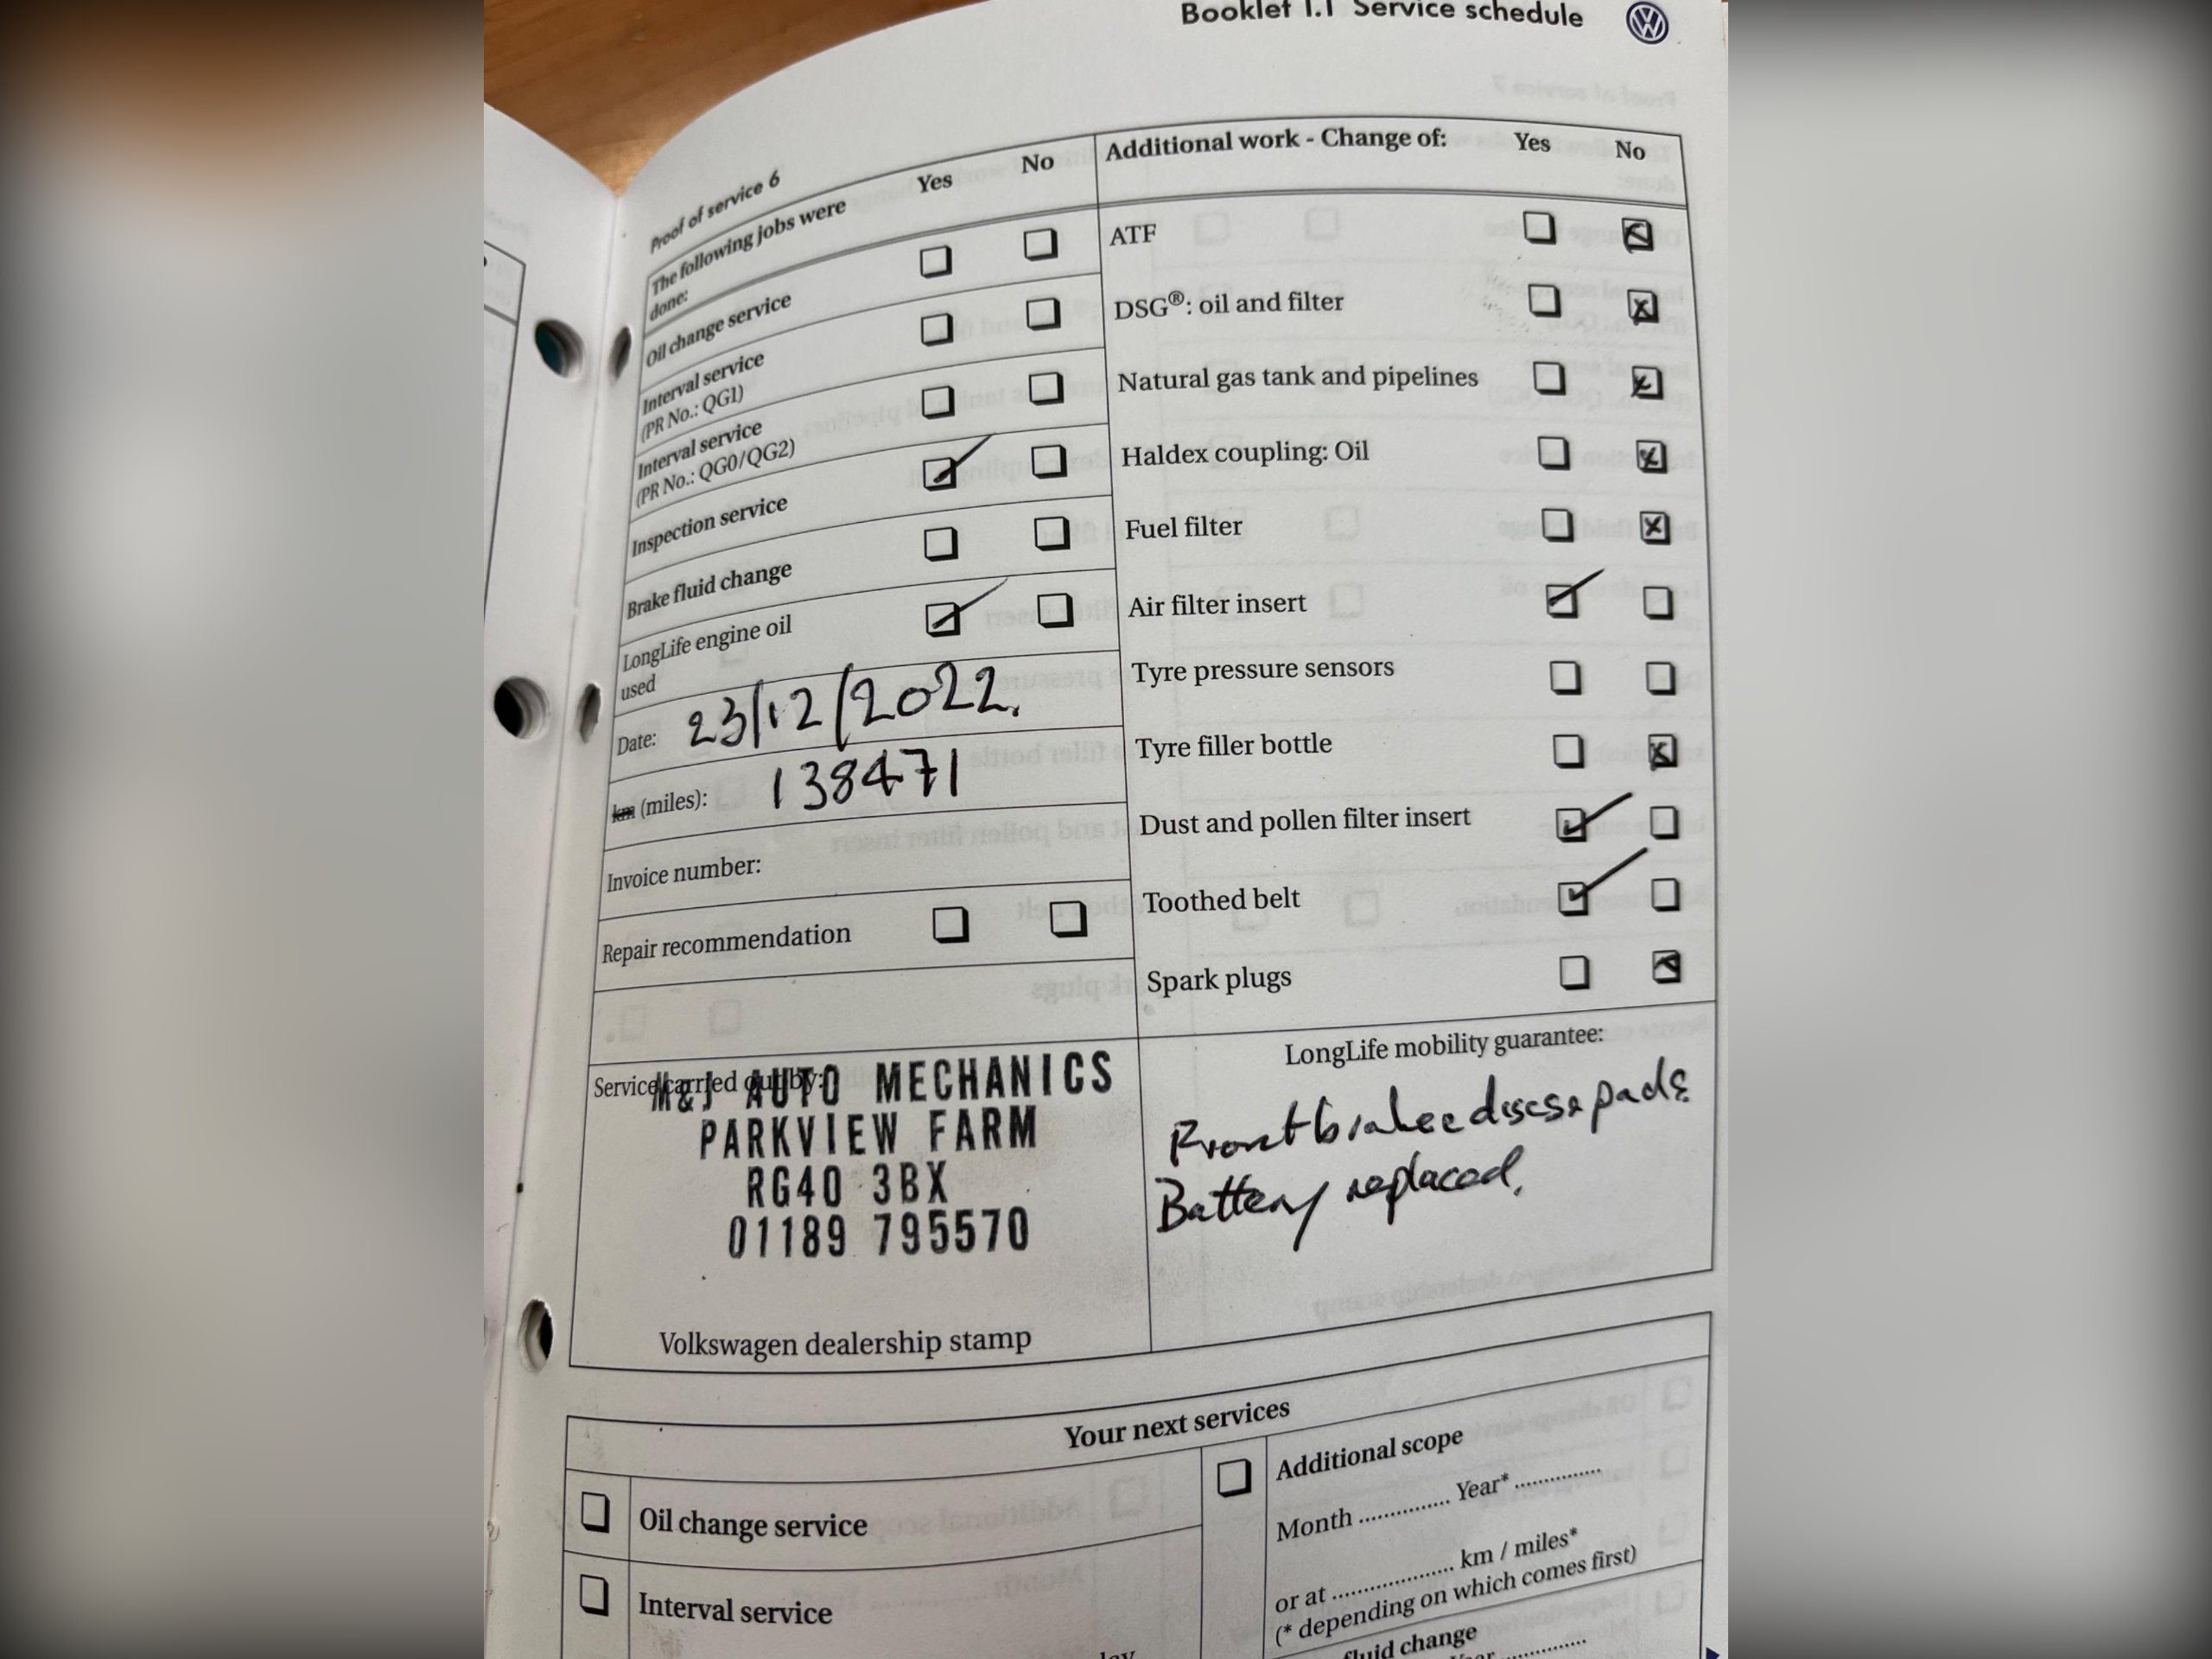 Booklet 1.1 Service schedule
Proof of service 6
The following jobs were done: Yes No
Oil change service
Interval service
(PR No.: QG1)
Interval service
(PR No.: QG0/QG2)
Inspection service
Brake fluid change
LongLife engine oil
used
Date: 23/12/2022.
km (miles): 138471
Invoice number:
Repair recommendation
Service carried out by:
M&J AUTO MECHANICS
PARKVIEW FARM
RG40 3BX
01189 795570
Volkswagen dealership stamp
Additional work - Change of: Yes No
ATF
DSG®: oil and filter
Natural gas tank and pipelines
Haldex coupling: Oil
Fuel filter
Air filter insert
Tyre pressure sensors
Tyre filler bottle
Dust and pollen filter insert
Toothed belt
Spark plugs
LongLife mobility guarantee:
Front brake discs & pads
Battery replaced.
Your next services
Oil change service
Interval service
Additional scope
Month ............. Year* .............
or at .................... km / miles*
(* depending on which comes first)
fluid change